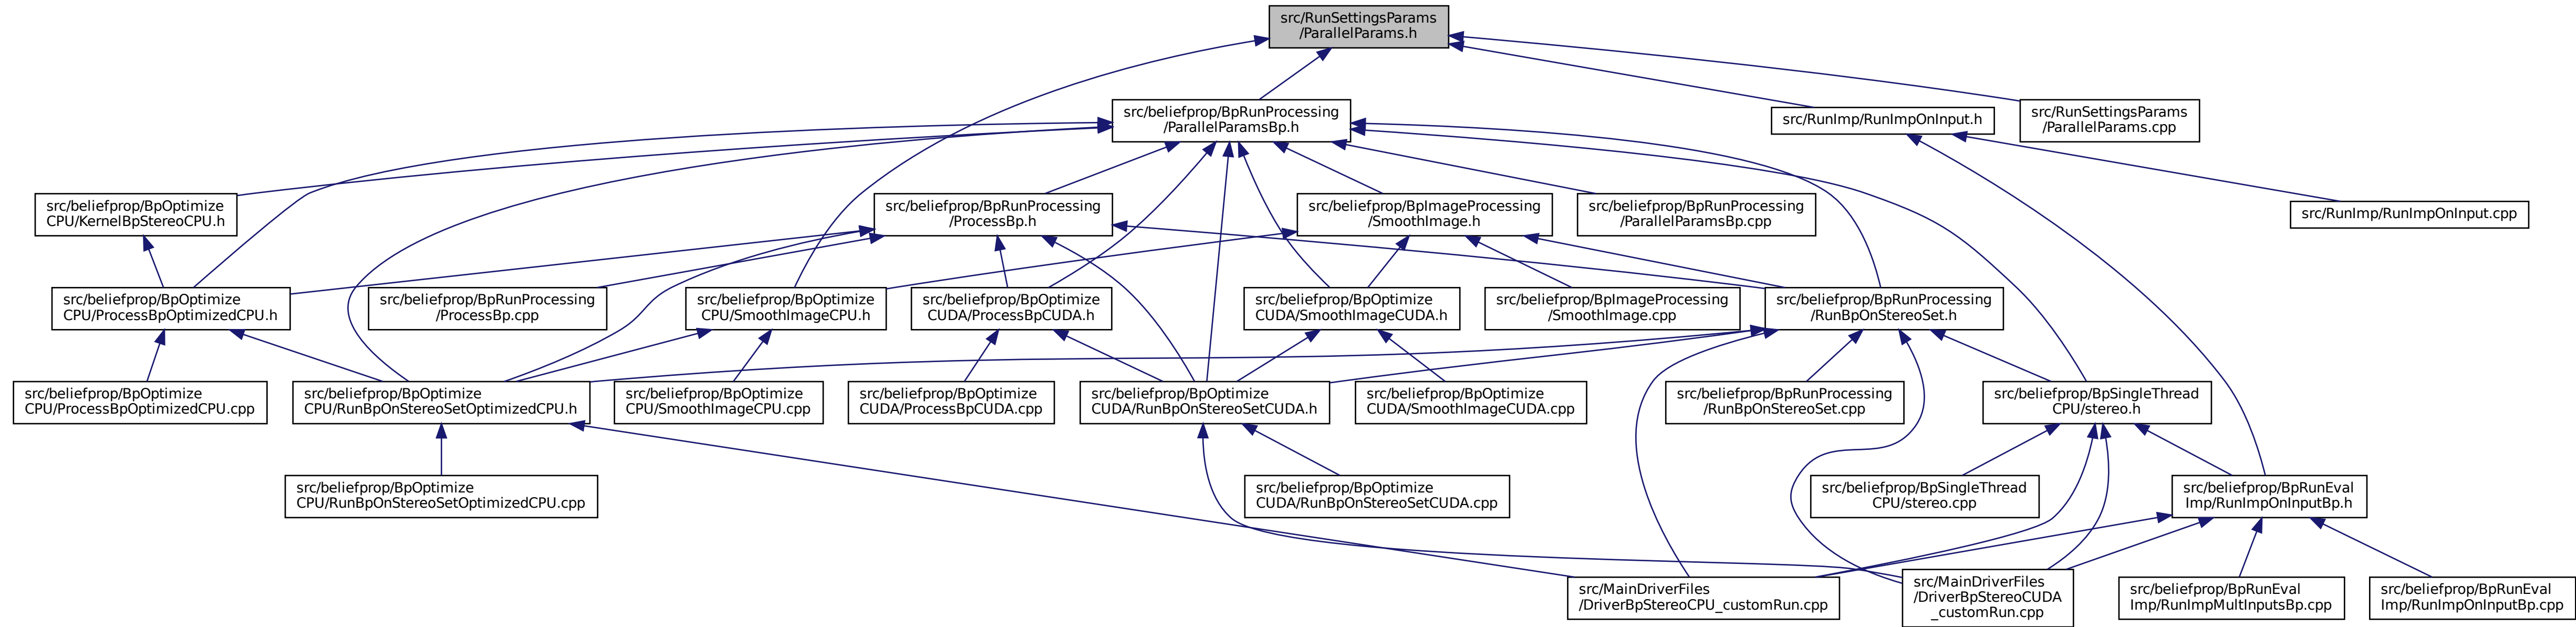 src/RunSettingsParams
/ParallelParams.h
src/beliefprop/BpRunProcessing
/ParallelParamsBp.h
src/RunImp/RunImpOnInput.h
src/RunSettingsParams
/ParallelParams.cpp
src/beliefprop/BpOptimize
CPU/KernelBpStereoCPU.h
src/beliefprop/BpRunProcessing
/ProcessBp.h
src/beliefprop/BpImageProcessing
/SmoothImage.h
src/beliefprop/BpRunProcessing
/ParallelParamsBp.cpp
src/RunImp/RunImpOnInput.cpp
src/beliefprop/BpOptimize
CPU/ProcessBpOptimizedCPU.h
src/beliefprop/BpRunProcessing
/ProcessBp.cpp
src/beliefprop/BpOptimize
CPU/SmoothImageCPU.h
src/beliefprop/BpOptimize
CUDA/ProcessBpCUDA.h
src/beliefprop/BpOptimize
CUDA/SmoothImageCUDA.h
src/beliefprop/BpImageProcessing
/SmoothImage.cpp
src/beliefprop/BpRunProcessing
/RunBpOnStereoSet.h
src/beliefprop/BpOptimize
CPU/ProcessBpOptimizedCPU.cpp
src/beliefprop/BpOptimize
CPU/RunBpOnStereoSetOptimizedCPU.h
src/beliefprop/BpOptimize
CPU/SmoothImageCPU.cpp
src/beliefprop/BpOptimize
CUDA/ProcessBpCUDA.cpp
src/beliefprop/BpOptimize
CUDA/RunBpOnStereoSetCUDA.h
src/beliefprop/BpOptimize
CUDA/SmoothImageCUDA.cpp
src/beliefprop/BpRunProcessing
/RunBpOnStereoSet.cpp
src/beliefprop/BpSingleThread
CPU/stereo.h
src/beliefprop/BpOptimize
CPU/RunBpOnStereoSetOptimizedCPU.cpp
src/beliefprop/BpOptimize
CUDA/RunBpOnStereoSetCUDA.cpp
src/beliefprop/BpSingleThread
CPU/stereo.cpp
src/beliefprop/BpRunEval
Imp/RunImpOnInputBp.h
src/MainDriverFiles
/DriverBpStereoCPU_customRun.cpp
src/MainDriverFiles
/DriverBpStereoCUDA
_customRun.cpp
src/beliefprop/BpRunEval
Imp/RunImpMultInputsBp.cpp
src/beliefprop/BpRunEval
Imp/RunImpOnInputBp.cpp